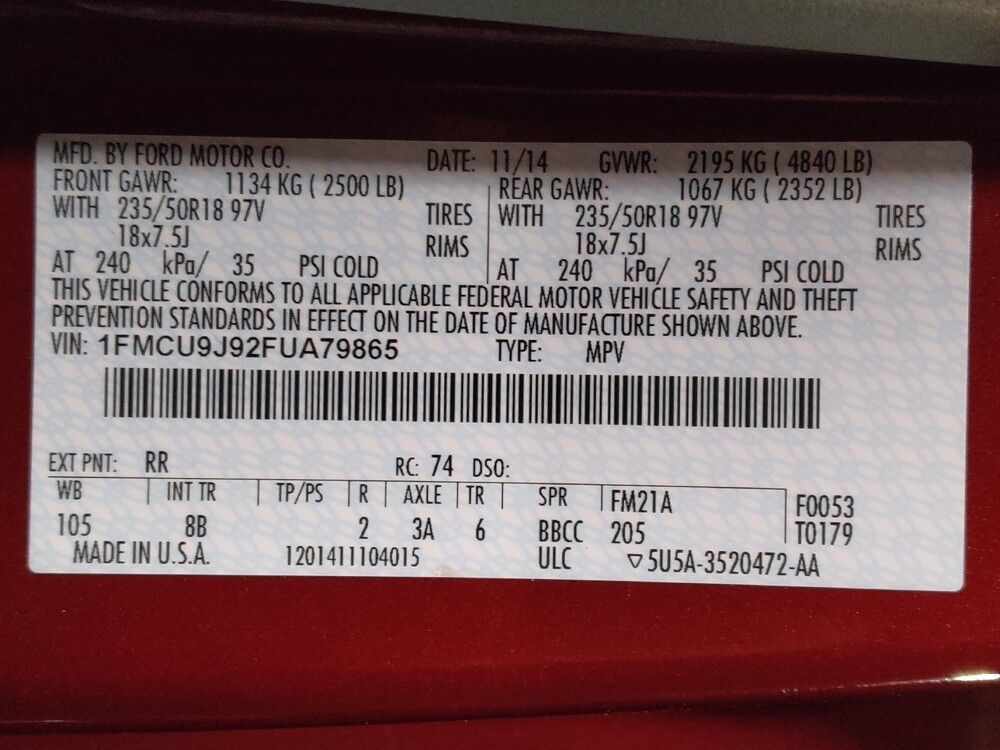 MFD. BY FORD MOTOR CO. DATE: 11/14 GVWR: 2195 KG ( 4840 LB)
FRONT GAWR: 1134 KG ( 2500 LB) REAR GAWR: 1067 KG ( 2352 LB)
WITH 235/50R18 97V TIRES WITH 235/50R18 97V TIRES
18x7.5J RIMS 18x7.5J RIMS
AT 240 kPa/ 35 PSI COLD AT 240 kPa/ 35 PSI COLD
THIS VEHICLE CONFORMS TO ALL APPLICABLE FEDERAL MOTOR VEHICLE SAFETY AND THEFT
PREVENTION STANDARDS IN EFFECT ON THE DATE OF MANUFACTURE SHOWN ABOVE.
VIN: 1FMCU9J92FUA79865 TYPE: MPV
EXT PNT: RR RC: 74 DSO:
WB INT TR TP/PS R AXLE TR SPR FM21A F0053
105 8B 2 3A 6 BBCC 205 T0179
MADE IN U.S.A. 1201411104015 ULC ▽5U5A-3520472-AA